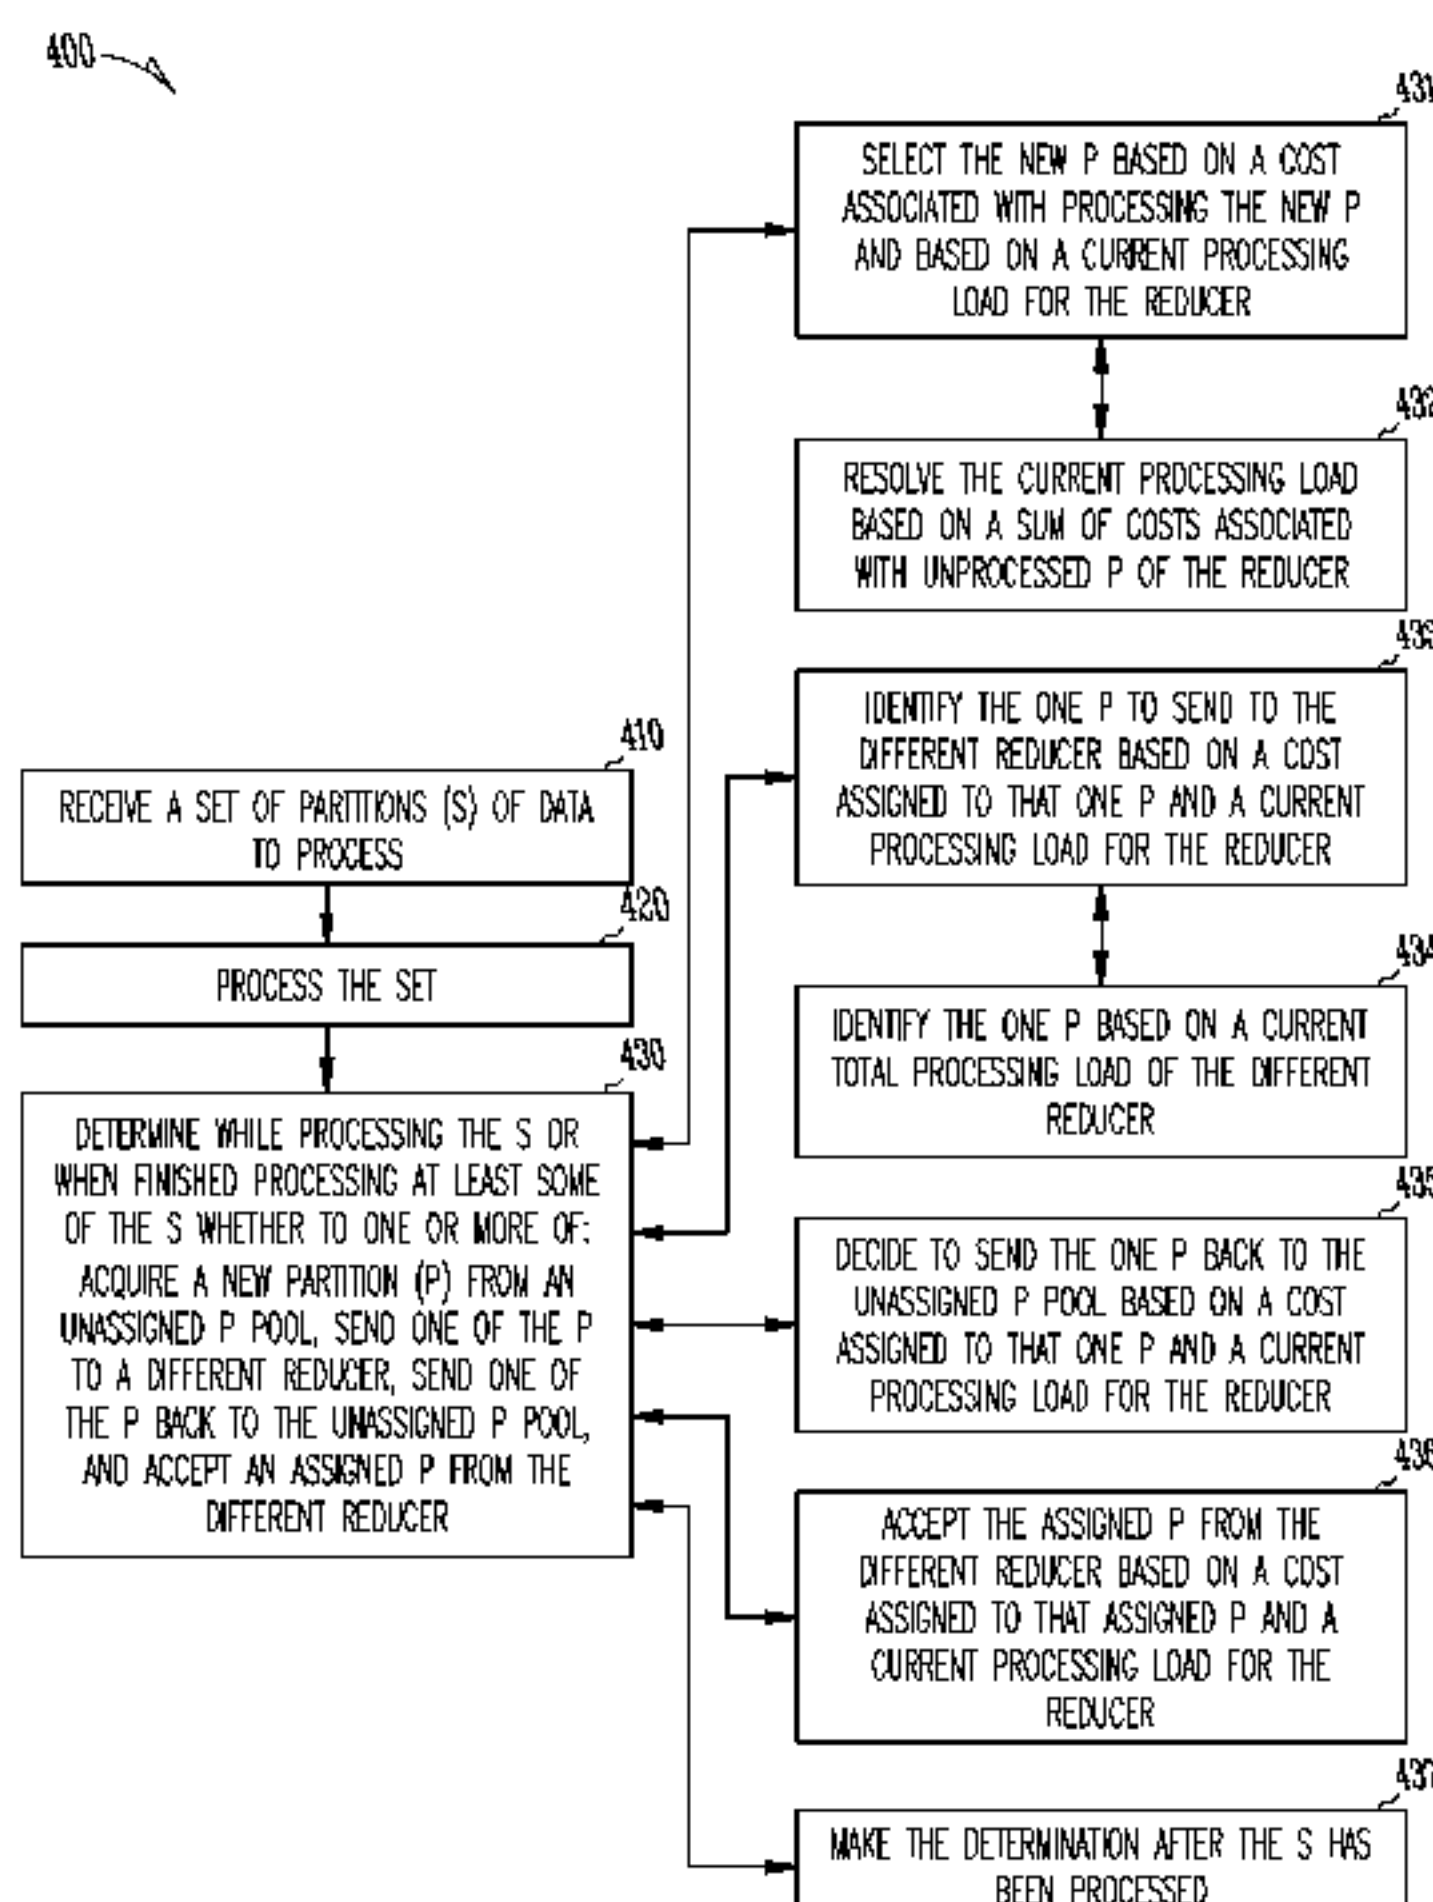 400
431
SELECT THE NEW P BASED ON A COST
ASSOCIATED WITH PROCESSING THE NEW P
AND BASED ON A CURRENT PROCESSING
LOAD FOR THE REDUCER
432
RESOLVE THE CURRENT PROCESSING LOAD
BASED ON A SUM OF COSTS ASSOCIATED
WITH UNPROCESSED P OF THE REDUCER
433
IDENTIFY THE ONE P TO SEND TO THE
DIFFERENT REDUCER BASED ON A COST
ASSIGNED TO THAT ONE P AND A CURRENT
PROCESSING LOAD FOR THE REDUCER
410
RECEIVE A SET OF PARTITIONS (S) OF DATA
TO PROCESS
420
PROCESS THE SET
434
IDENTIFY THE ONE P BASED ON A CURRENT
TOTAL PROCESSING LOAD OF THE DIFFERENT
REDUCER
430
DETERMINE WHILE PROCESSING THE S OR
WHEN FINISHED PROCESSING AT LEAST SOME
OF THE S WHETHER TO ONE OR MORE OF:
ACQUIRE A NEW PARTITION (P) FROM AN
UNASSIGNED P POOL, SEND ONE OF THE P
TO A DIFFERENT REDUCER, SEND ONE OF
THE P BACK TO THE UNASSIGNED P POOL,
AND ACCEPT AN ASSIGNED P FROM THE
DIFFERENT REDUCER
435
DECIDE TO SEND THE ONE P BACK TO THE
UNASSIGNED P POOL BASED ON A COST
ASSIGNED TO THAT ONE P AND A CURRENT
PROCESSING LOAD FOR THE REDUCER
436
ACCEPT THE ASSIGNED P FROM THE
DIFFERENT REDUCER BASED ON A COST
ASSIGNED TO THAT ASSIGNED P AND A
CURRENT PROCESSING LOAD FOR THE
REDUCER
437
MAKE THE DETERMINATION AFTER THE S HAS
BEEN PROCESSED